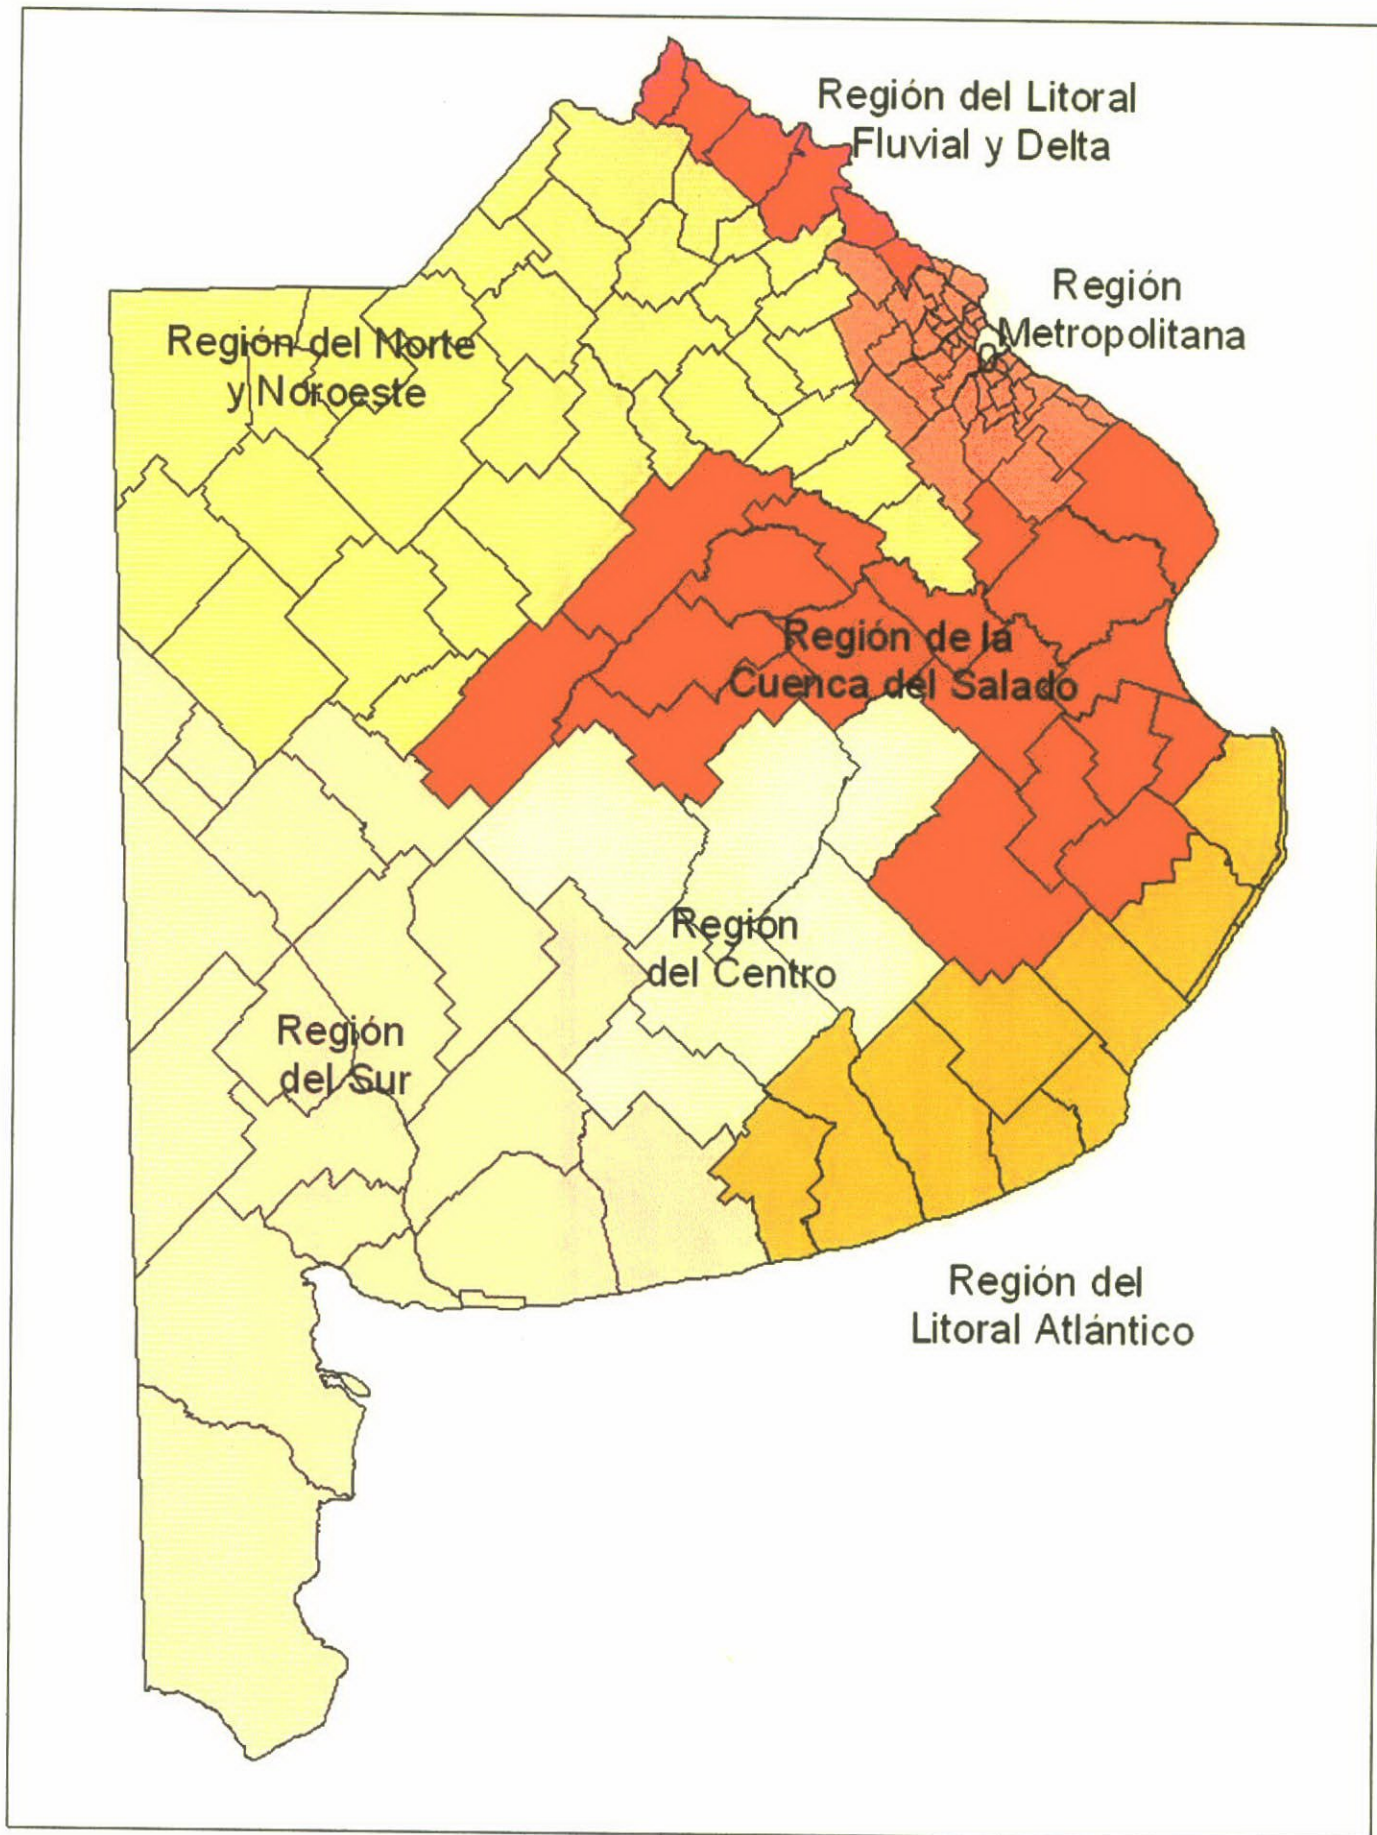 Región del Litoral
Fluvial y Delta
Región
Metropolitana
Región del Norte
y Noroeste
Región de la
Cuenca del Salado
Región
del Centro
Región
del Sur
Región del
Litoral Atlántico